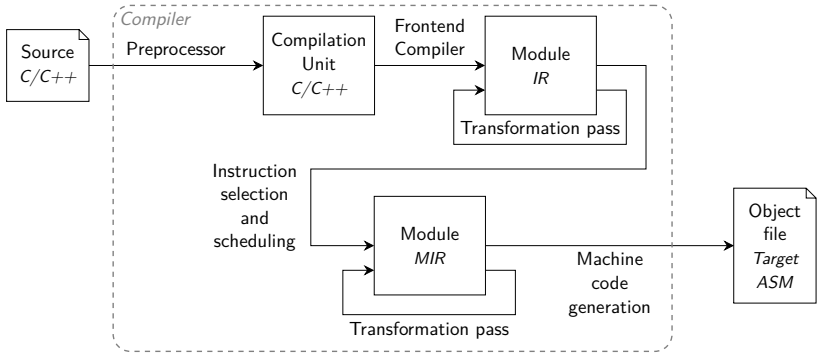 Compiler
Source
C/C++
Preprocessor
Compilation
Unit
C/C++
Frontend
Compiler
Module
IR
Transformation pass
Instruction
selection
and
scheduling
Module
MIR
Transformation pass
Machine
code
generation
Object
file
Target
ASM